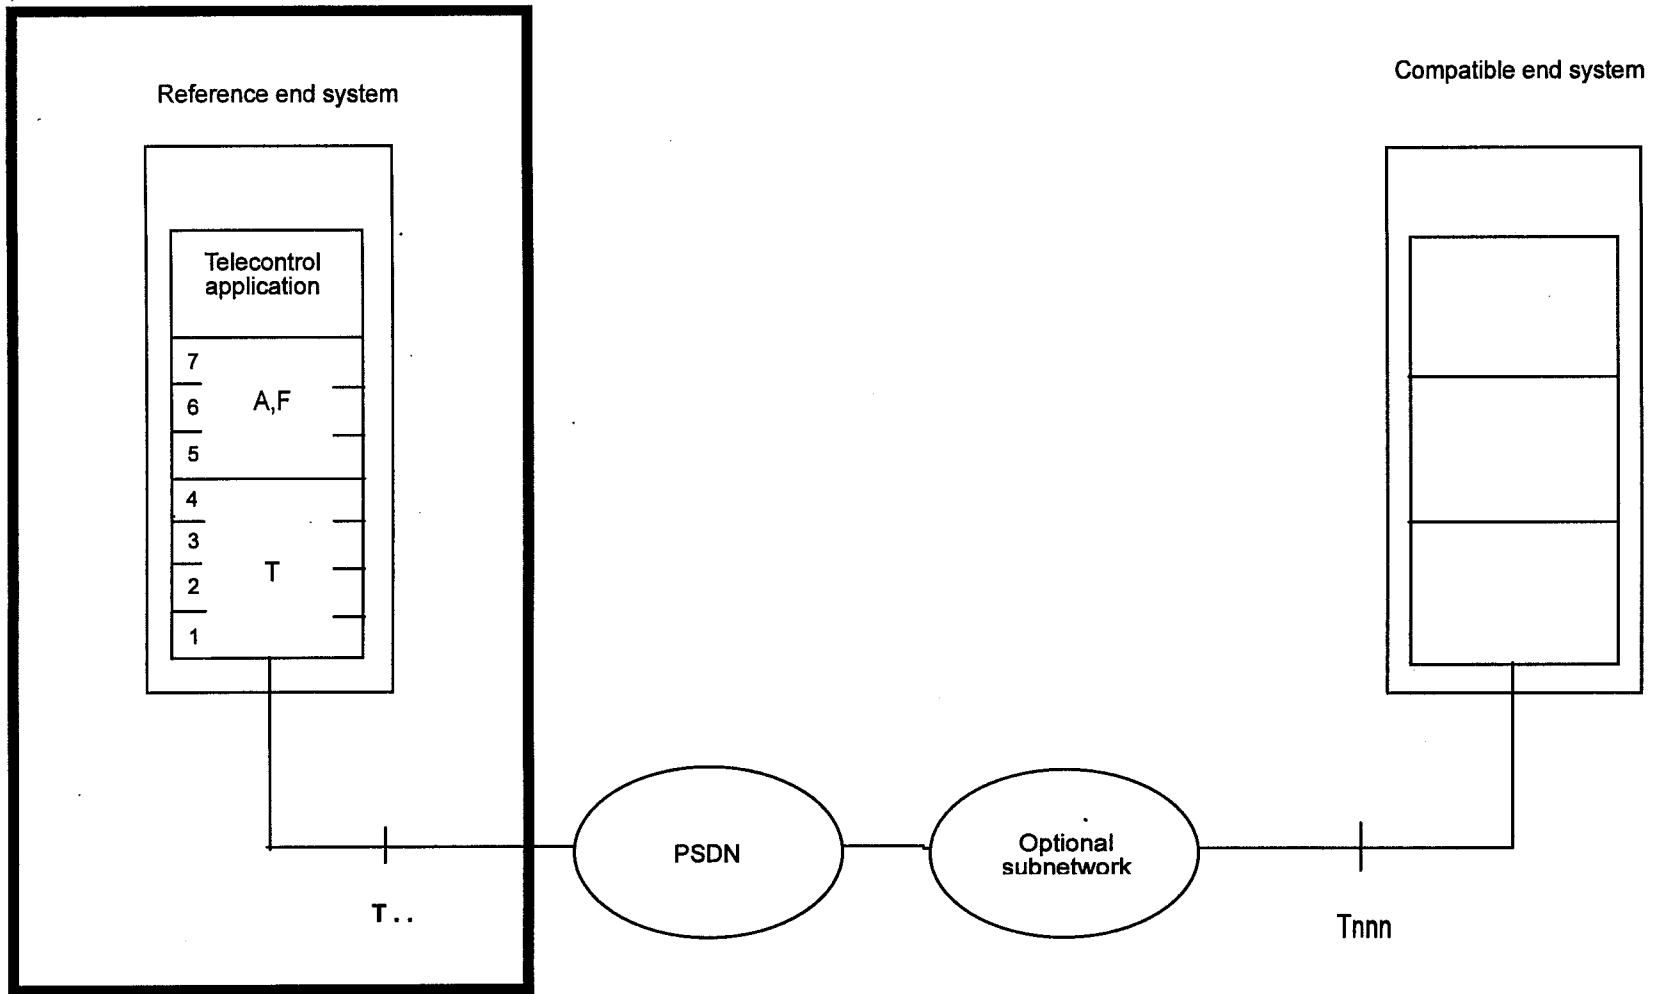 Reference end system
Compatible end system
Telecontrol
application
7
6
A,F
5
4
3
2
T
1
PSDN
Optional
subnetwork
T . .
Tnnn